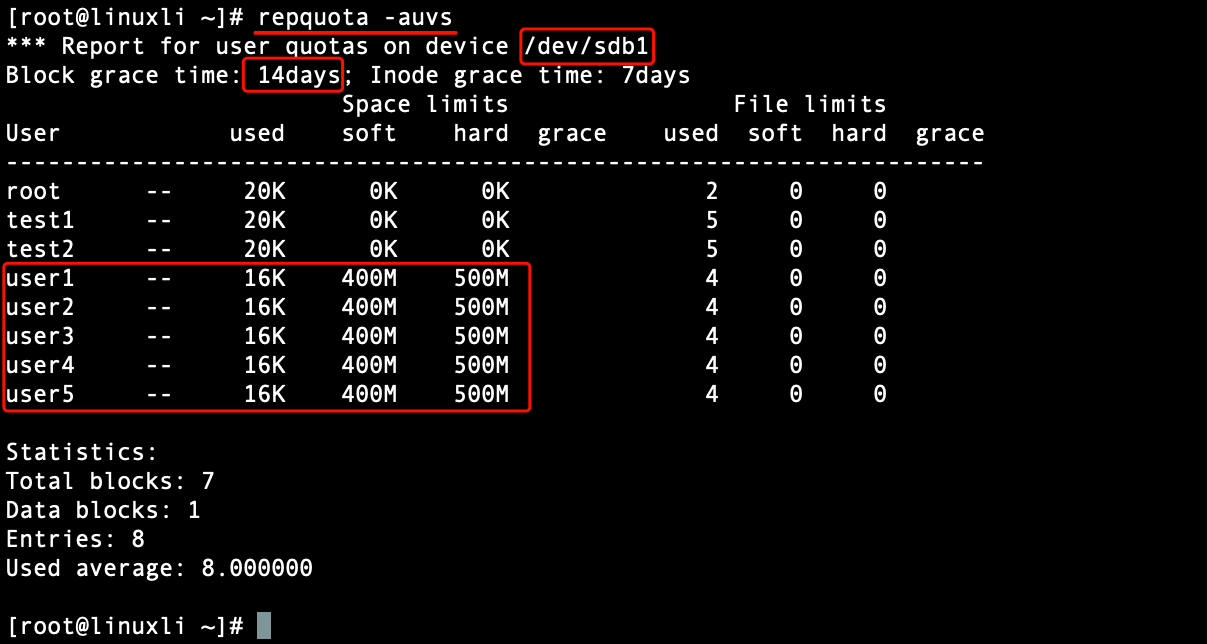 [root@linuxli ~]# repquota -auvs
*** Report for user quotas on device /dev/sdb1
Block grace time: 14days; Inode grace time: 7days
                        Space limits                File limits
User            used    soft    hard  grace    used  soft  hard  grace
----------------------------------------------------------------------
root      --     20K      0K      0K              2     0     0
test1     --     20K      0K      0K              5     0     0
test2     --     20K      0K      0K              5     0     0
user1     --     16K    400M    500M              4     0     0
user2     --     16K    400M    500M              4     0     0
user3     --     16K    400M    500M              4     0     0
user4     --     16K    400M    500M              4     0     0
user5     --     16K    400M    500M              4     0     0
Statistics:
Total blocks: 7
Data blocks: 1
Entries: 8
Used average: 8.000000
[root@linuxli ~]#